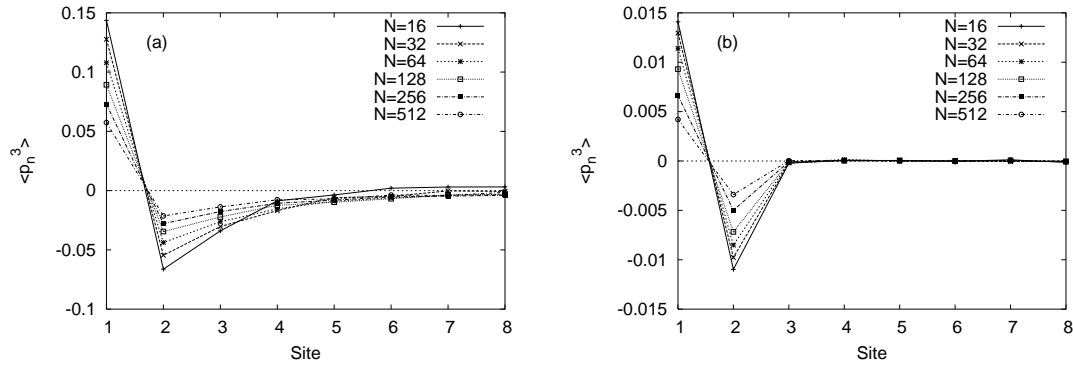 (a)
N=16
N=32
N=64
N=128
N=256
N=512
0.15
0.1
0.05
0
-0.05
-0.1
<p_n^3>
1 2 3 4 5 6 7 8
Site
(b)
N=16
N=32
N=64
N=128
N=256
N=512
0.015
0.01
0.005
0
-0.005
-0.01
-0.015
<p_n^3>
1 2 3 4 5 6 7 8
Site